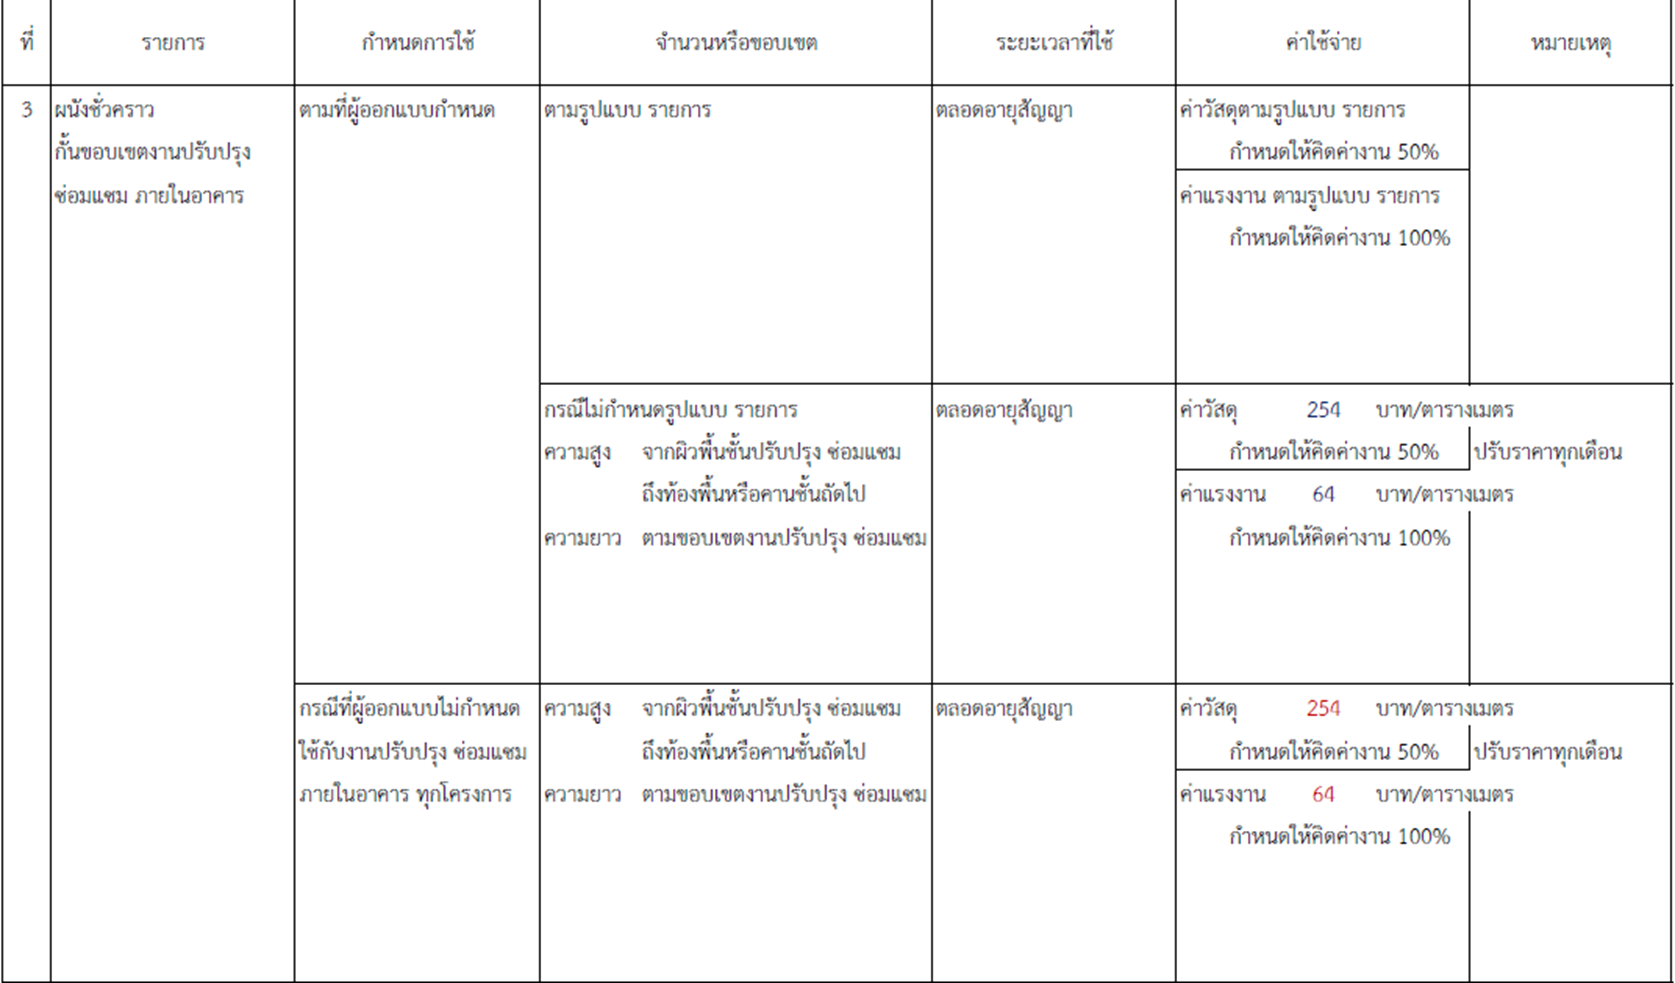 ที่ รายการ กำหนดการใช้ จำนวนหรือขอบเขต ระยะเวลาที่ใช้ ค่าใช้จ่าย หมายเหตุ
3 ผนังชั่วคราว ตามที่ผู้ออกแบบกำหนด ตามรูปแบบ รายการ ตลอดอายุสัญญา ค่าวัสดุตามรูปแบบ รายการ
กั้นขอบเขตงานปรับปรุง กำหนดให้คิดค่างาน 50%
ซ่อมแซม ภายในอาคาร ค่าแรงงาน ตามรูปแบบ รายการ
กำหนดให้คิดค่างาน 100%
กรณีไม่กำหนดรูปแบบ รายการ ตลอดอายุสัญญา ค่าวัสดุ 254 บาท/ตารางเมตร
ความสูง จากผิวพื้นชั้นปรับปรุง ซ่อมแซม กำหนดให้คิดค่างาน 50% ปรับราคาทุกเดือน
ถึงท้องพื้นหรือคานชั้นถัดไป ค่าแรงงาน 64 บาท/ตารางเมตร
ความยาว ตามขอบเขตงานปรับปรุง ซ่อมแซม กำหนดให้คิดค่างาน 100%
กรณีที่ผู้ออกแบบไม่กำหนด ความสูง จากผิวพื้นชั้นปรับปรุง ซ่อมแซม ตลอดอายุสัญญา ค่าวัสดุ 254 บาท/ตารางเมตร
ใช้กับงานปรับปรุง ซ่อมแซม ถึงท้องพื้นหรือคานชั้นถัดไป กำหนดให้คิดค่างาน 50% ปรับราคาทุกเดือน
ภายในอาคาร ทุกโครงการ ความยาว ตามขอบเขตงานปรับปรุง ซ่อมแซม ค่าแรงงาน 64 บาท/ตารางเมตร
กำหนดให้คิดค่างาน 100%